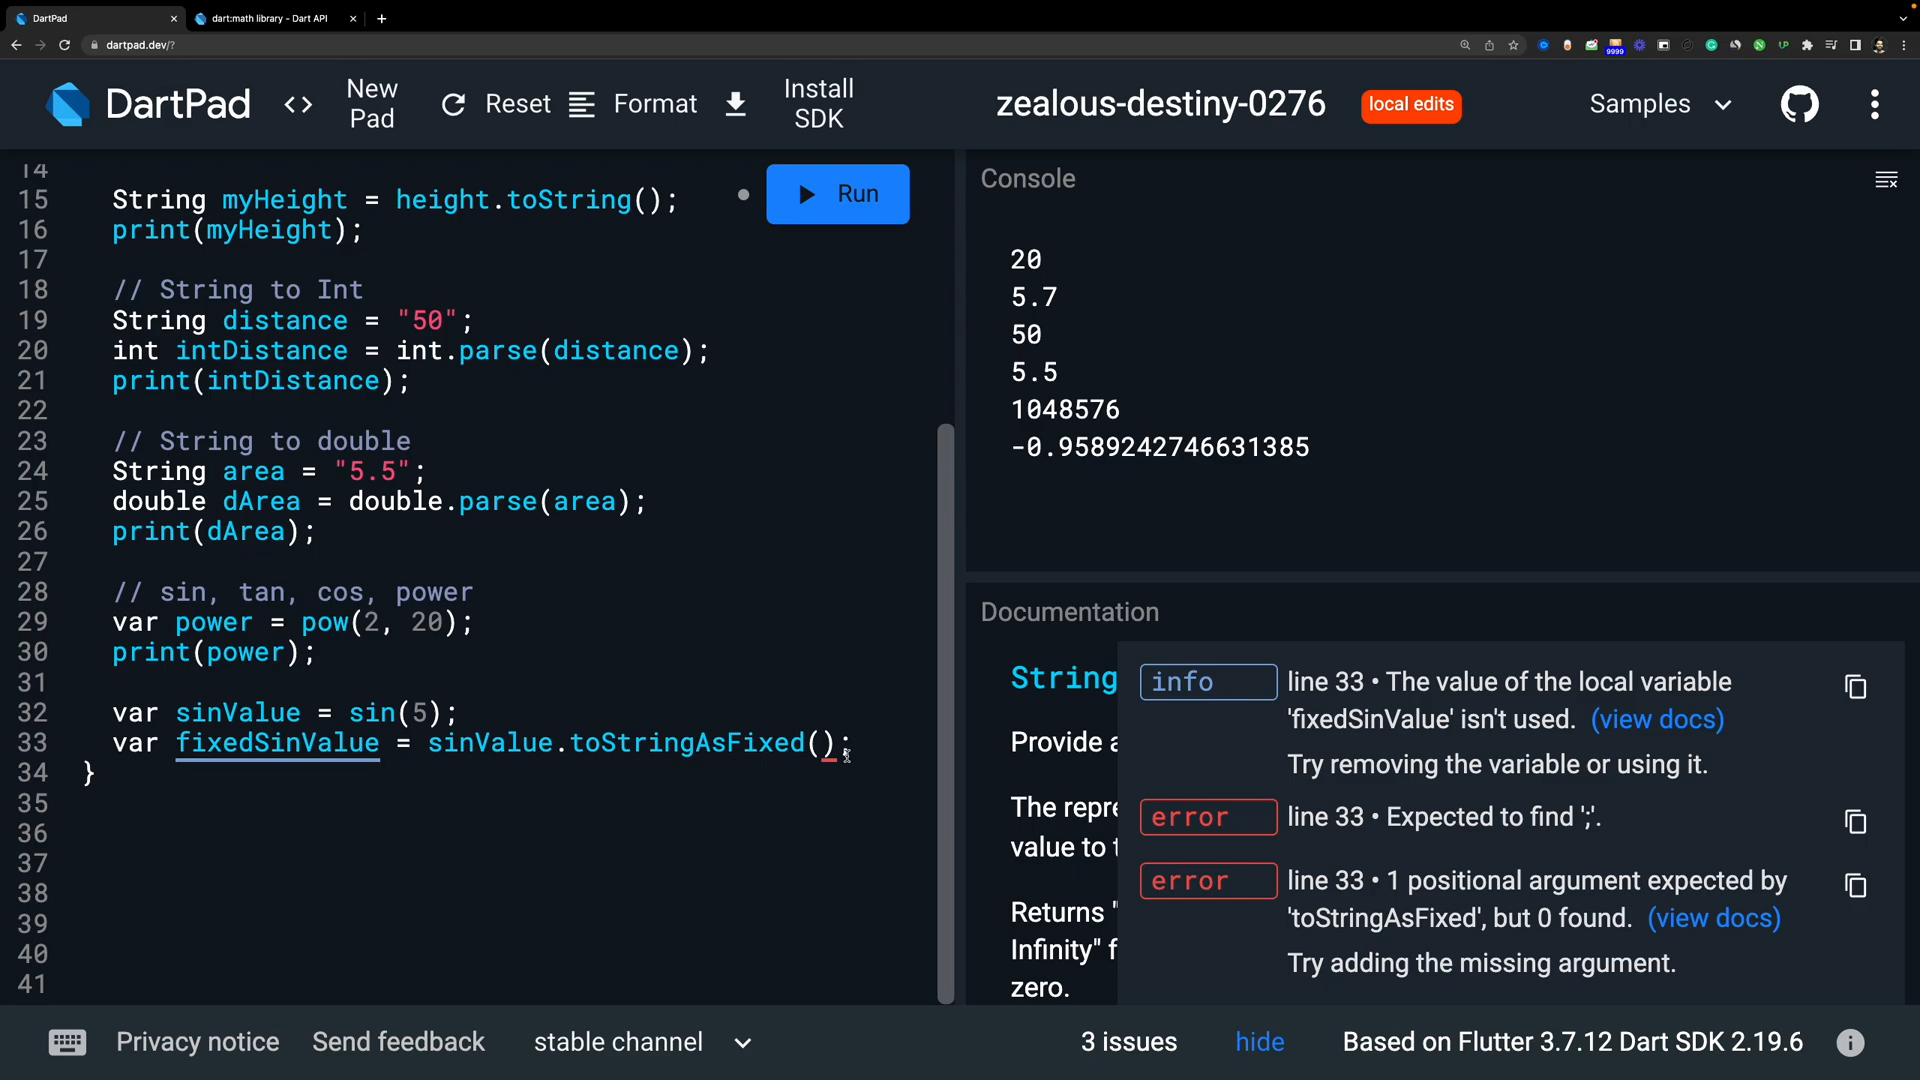 DartPad
dart:math library - Dart API
dartpad.dev/?
9999
UP
DartPad
<>
New Pad
Reset
Format
Install SDK
zealous-destiny-0276
local edits
Samples
14
15 String myHeight = height.toString();
16 print(myHeight);
17
18 // String to Int
19 String distance = "50";
20 int intDistance = int.parse(distance);
21 print(intDistance);
22
23 // String to double
24 String area = "5.5";
25 double dArea = double.parse(area);
26 print(dArea);
27
28 // sin, tan, cos, power
29 var power = pow(2, 20);
30 print(power);
31
32 var sinValue = sin(5);
33 var fixedSinValue = sinValue.toStringAsFixed();
34 }
35
36
37
38
39
40
41
Run
Console
20
5.7
50
5.5
1048576
-0.9589242746631385
Documentation
String
Provide a
The repre
value to t
Returns "
Infinity" f
zero.
info line 33 • The value of the local variable
'fixedSinValue' isn't used. (view docs)
Try removing the variable or using it.
error line 33 • Expected to find ';'.
error line 33 • 1 positional argument expected by
'toStringAsFixed', but 0 found. (view docs)
Try adding the missing argument.
Privacy notice
Send feedback
stable channel
3 issues
hide
Based on Flutter 3.7.12 Dart SDK 2.19.6